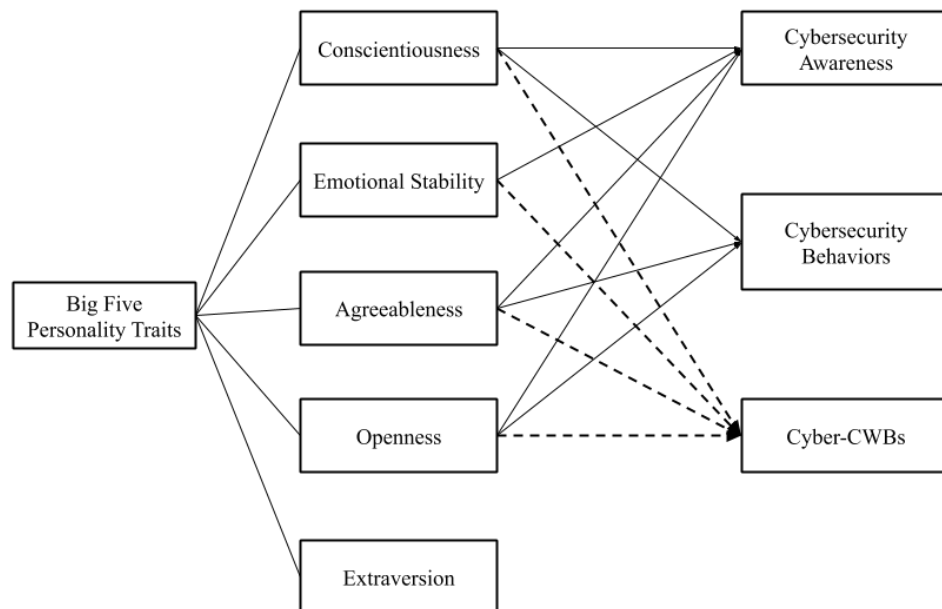 Conscientiousness
Cybersecurity
Awareness
Emotional Stability
Cybersecurity
Behaviors
Big Five
Personality Traits
Agreeableness
Openness
Cyber-CWBs
Extraversion